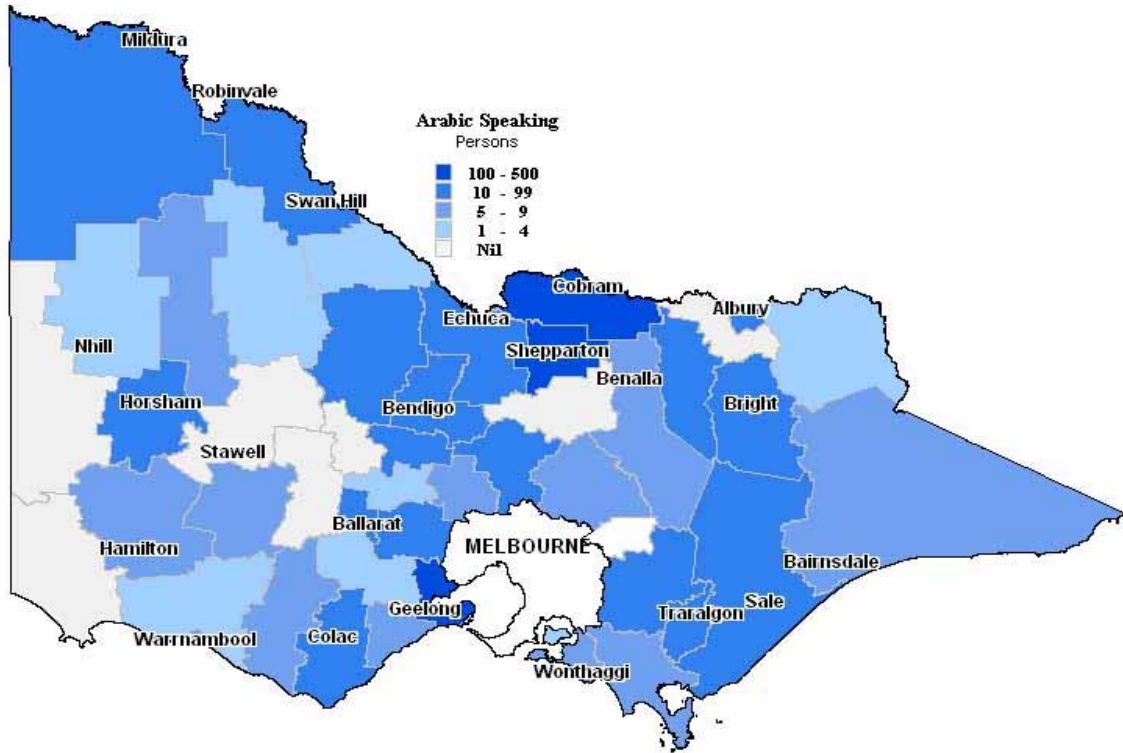 Mildura
Robinvale
Arabic Speaking
Persons
100 - 500
10 - 99
5 - 9
1 - 4
Nil
Swan Hill
Cobram
Albury
Echuca
Nhill
Shepparton
Benalla
Horsham
Bendigo
Bright
Stawell
Ballarat
Hamilton
MELBOURNE
Bairnsdale
Geelong
Traralgon
Sale
Warrnambool
Colac
Wonthaggi